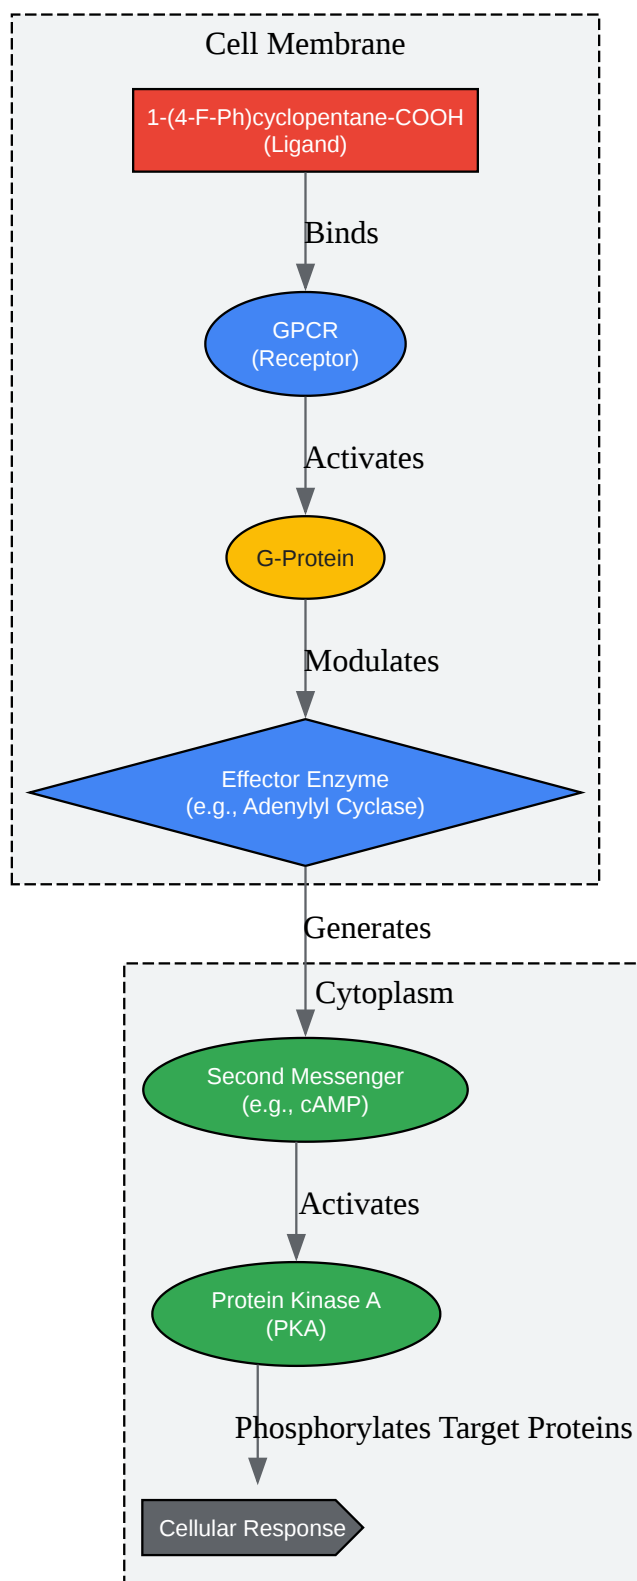 Cell Membrane
1-(4-F-Ph)cyclopentane-COOH
(Ligand)
Binds
GPCR
(Receptor)
Activates
G-Protein
Modulates
Effector Enzyme
(e.g., Adenylyl Cyclase)
Generates
Cytoplasm
Second Messenger
(e.g., cAMP)
Activates
Protein Kinase A
(PKA)
Phosphorylates Target Proteins
Cellular Response